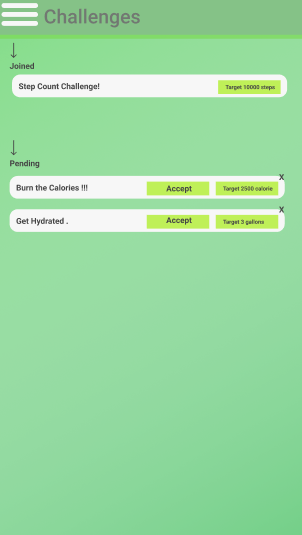 Challenges
Joined
Step Count Challenge! Target 10000 steps
Pending
X
Burn the Calories !!! Accept Target 2500 calorie
X
Get Hydrated . Accept Target 3 gallons